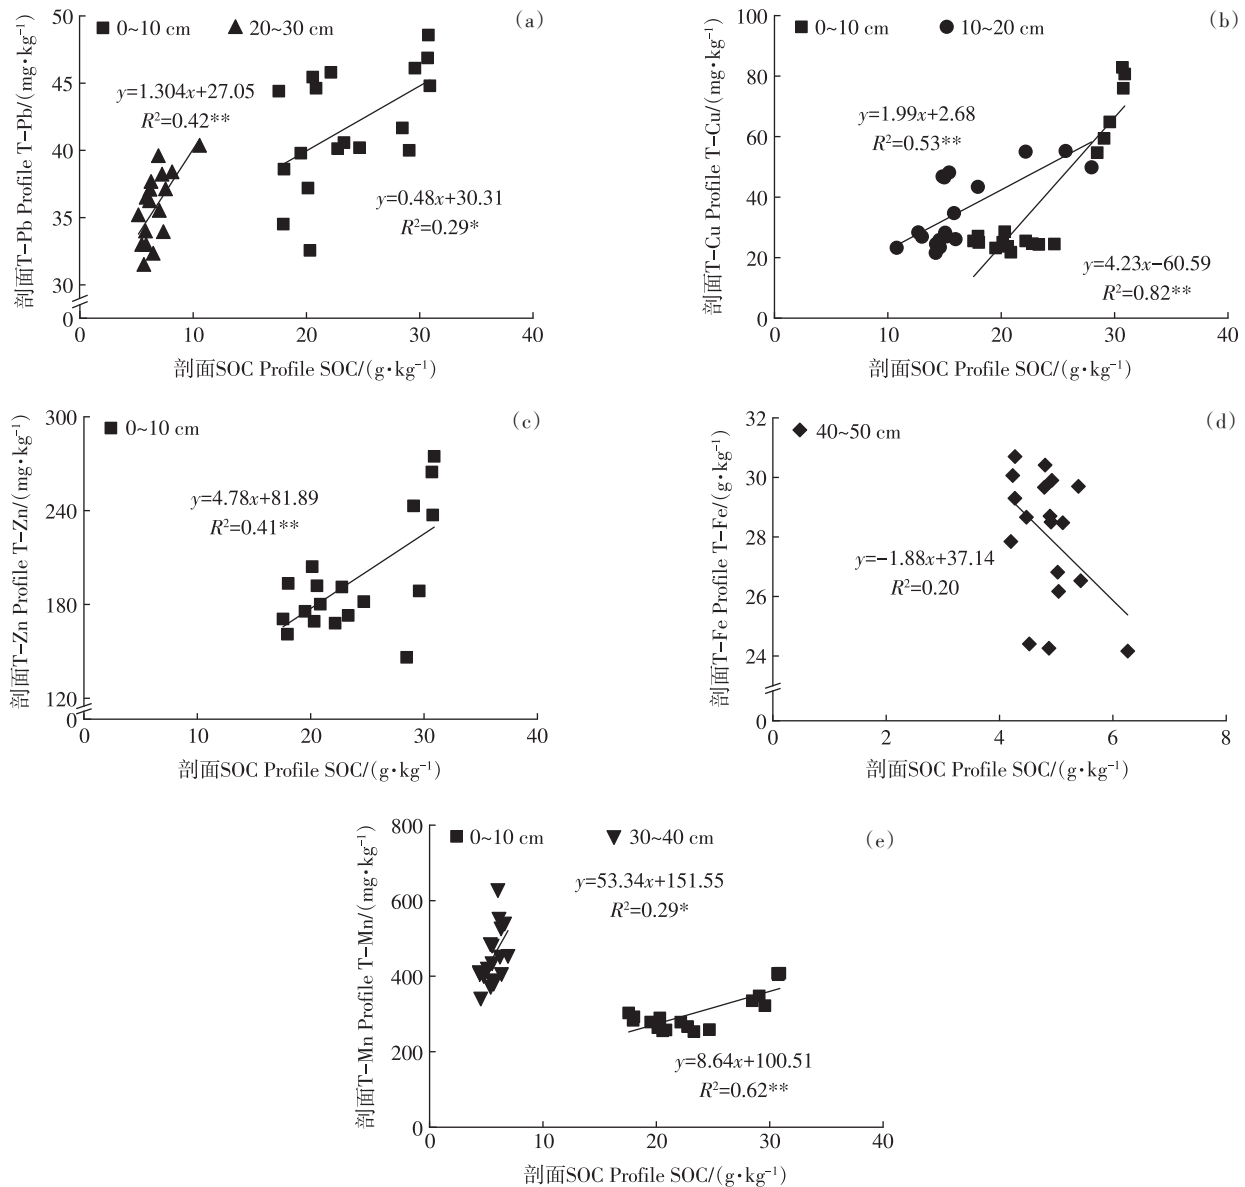 (a)
■ 0~10 cm ▲ 20~30 cm
y=1.304x+27.05
R²=0.42**
y=0.48x+30.31
R²=0.29*
50
45
40
35
30
0
0 10 20 30 40
剖面T-Pb Profile T-Pb/(mg·kg⁻¹)
剖面SOC Profile SOC/(g·kg⁻¹)
(b)
■ 0~10 cm ● 10~20 cm
y=1.99x+2.68
R²=0.53**
y=4.23x−60.59
R²=0.82**
100
80
60
40
20
0
0 10 20 30 40
剖面T-Cu Profile T-Cu/(mg·kg⁻¹)
剖面SOC Profile SOC/(g·kg⁻¹)
(c)
■ 0~10 cm
y=4.78x+81.89
R²=0.41**
300
240
180
120
0
0 10 20 30 40
剖面T-Zn Profile T-Zn/(mg·kg⁻¹)
剖面SOC Profile SOC/(g·kg⁻¹)
(d)
◆ 40~50 cm
y=−1.88x+37.14
R²=0.20
32
30
28
26
24
0
0 2 4 6 8
剖面T-Fe Profile T-Fe/(g·kg⁻¹)
剖面SOC Profile SOC/(g·kg⁻¹)
(e)
■ 0~10 cm ▼ 30~40 cm
y=53.34x+151.55
R²=0.29*
y=8.64x+100.51
R²=0.62**
800
600
400
200
0
0 10 20 30 40
剖面T-Mn Profile T-Mn/(mg·kg⁻¹)
剖面SOC Profile SOC/(g·kg⁻¹)